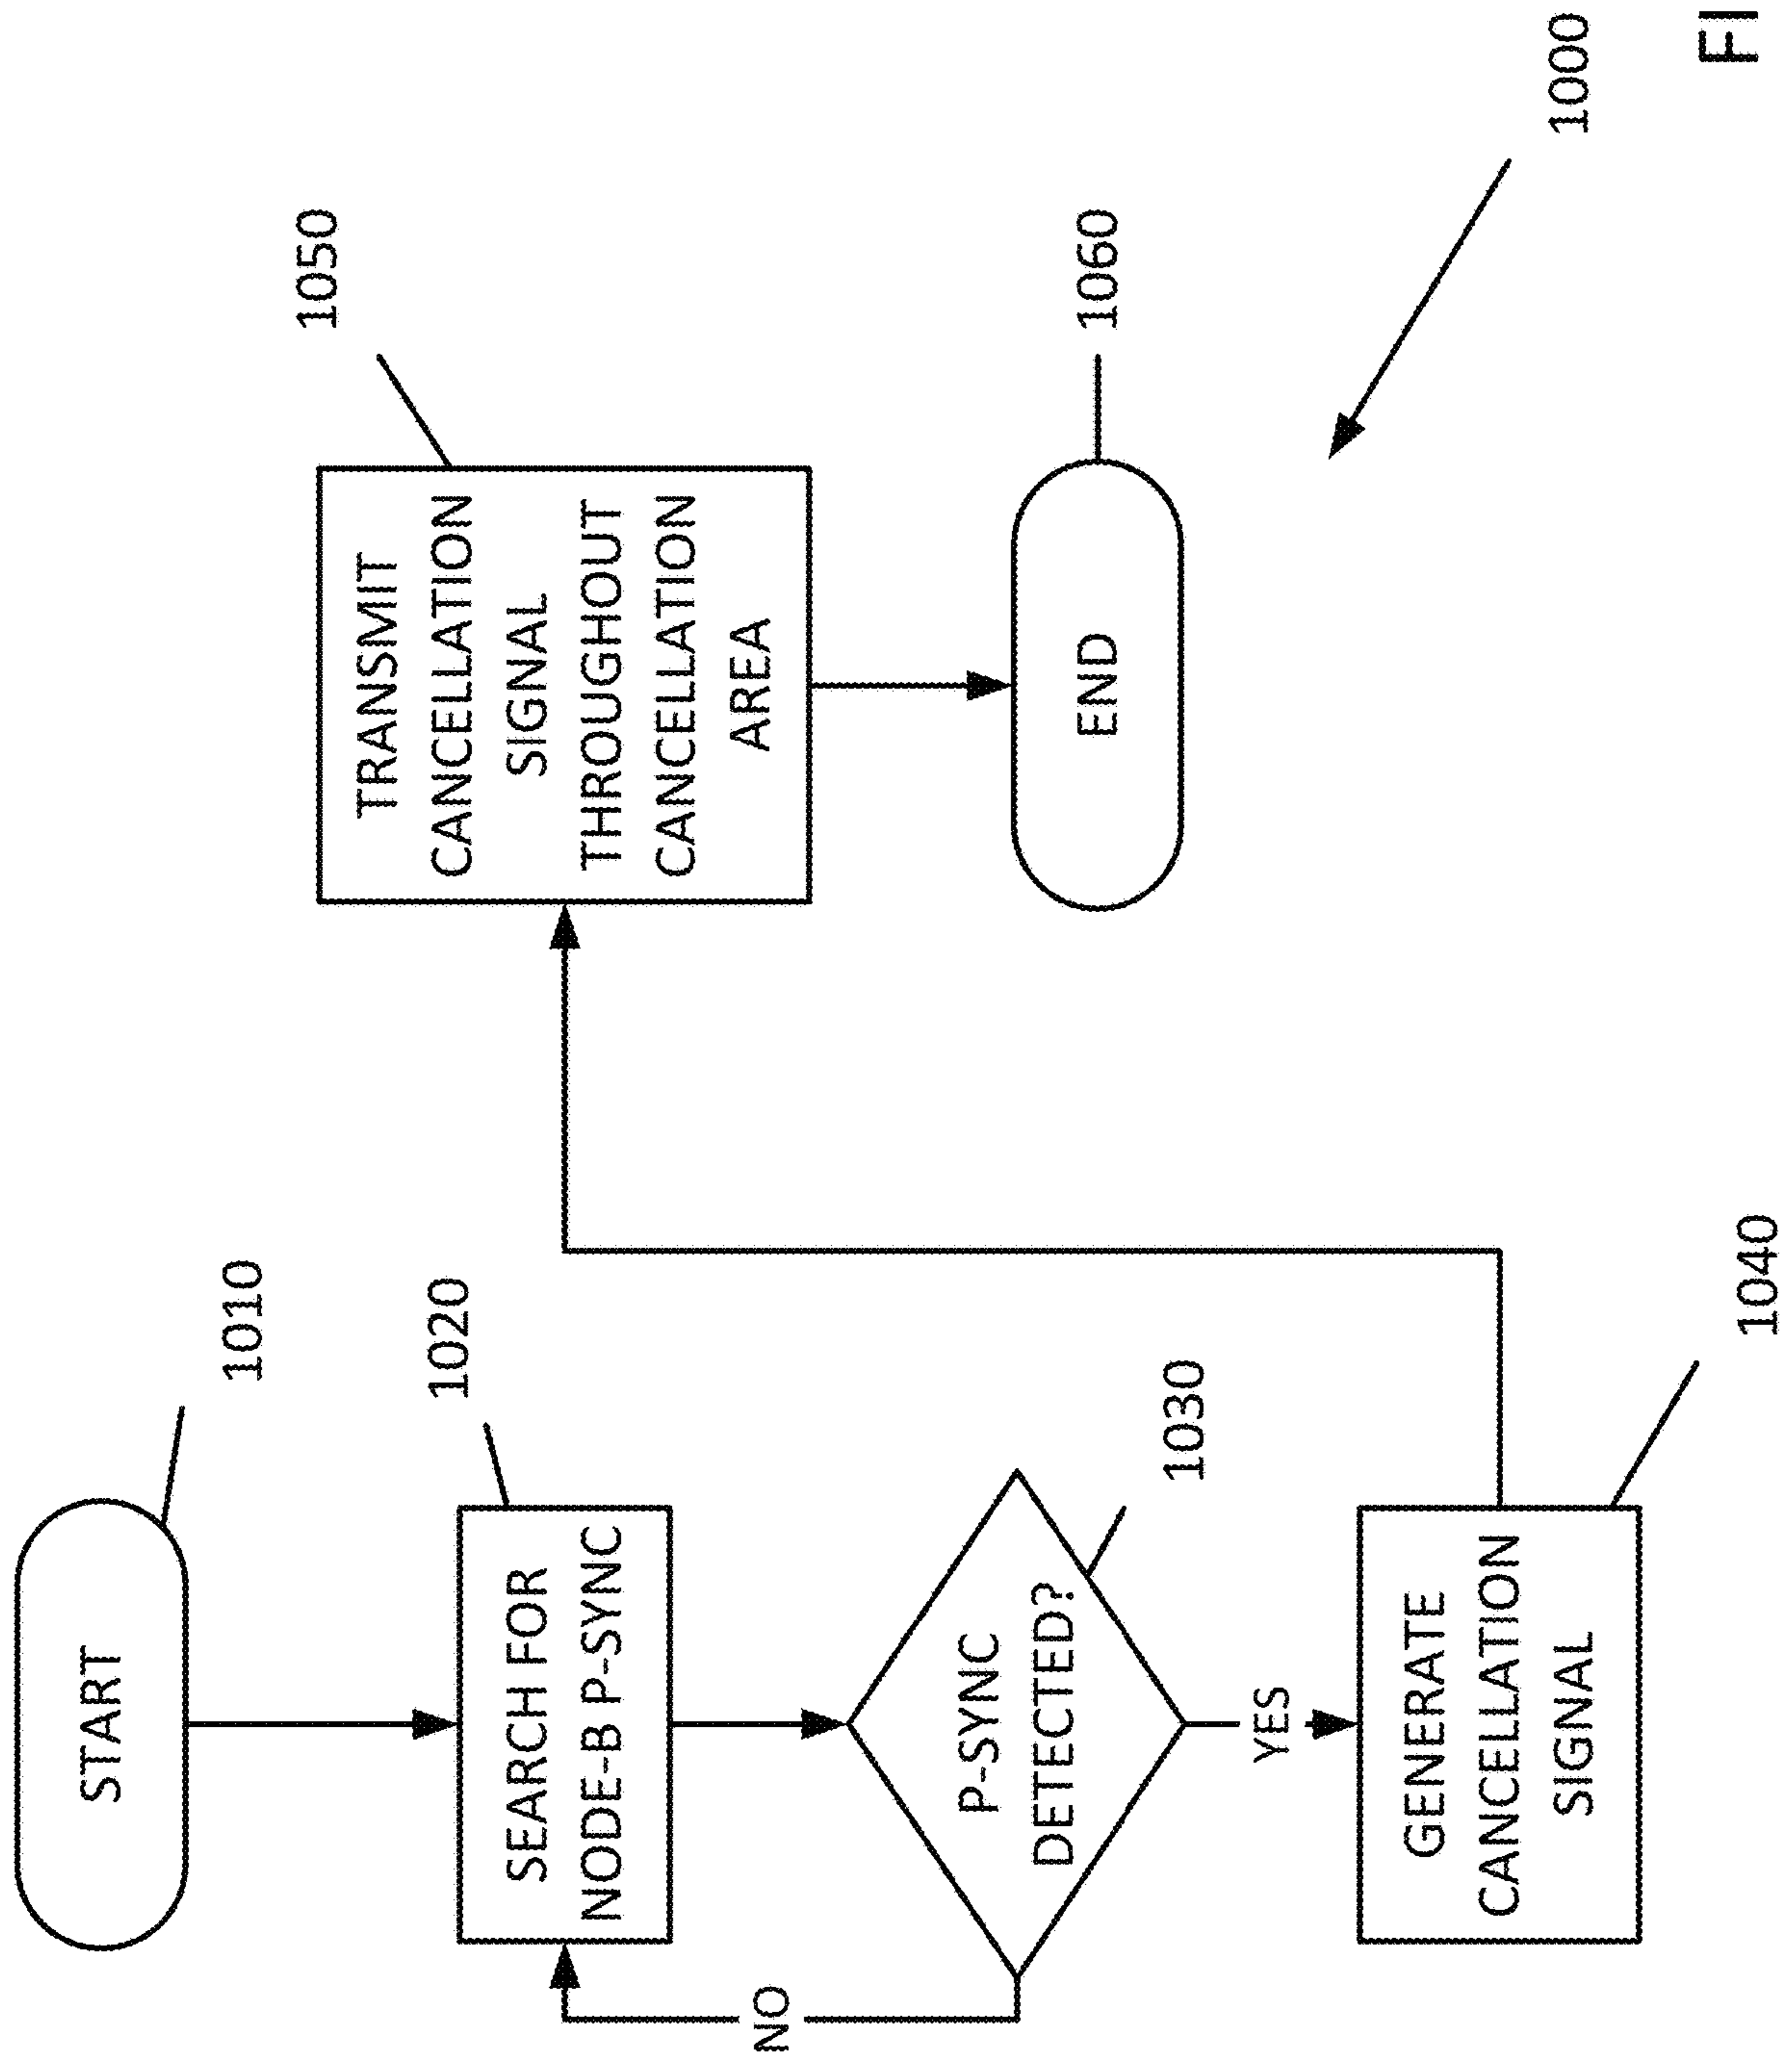 START
1010
SEARCH FOR
NODE-B P-SYNC
1020
P-SYNC
DETECTED?
1030
NO
YES
GENERATE
CANCELLATION
SIGNAL
1040
TRANSMIT
CANCELLATION
SIGNAL
THROUGHOUT
CANCELLATION
AREA
1050
END
1060
1000
FI